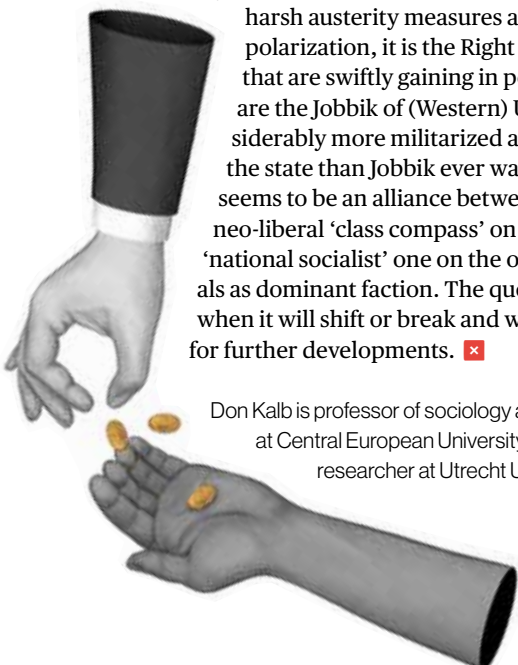 harsh austerity measures a
polarization, it is the Right
that are swiftly gaining in p
are the Jobbik of (Western) U
siderably more militarized a
the state than Jobbik ever wa
seems to be an alliance betwe
neo-liberal ‘class compass’ on
‘national socialist’ one on the o
als as dominant faction. The que
when it will shift or break and w
for further developments.
Don Kalb is professor of sociology a
at Central European University
researcher at Utrecht U